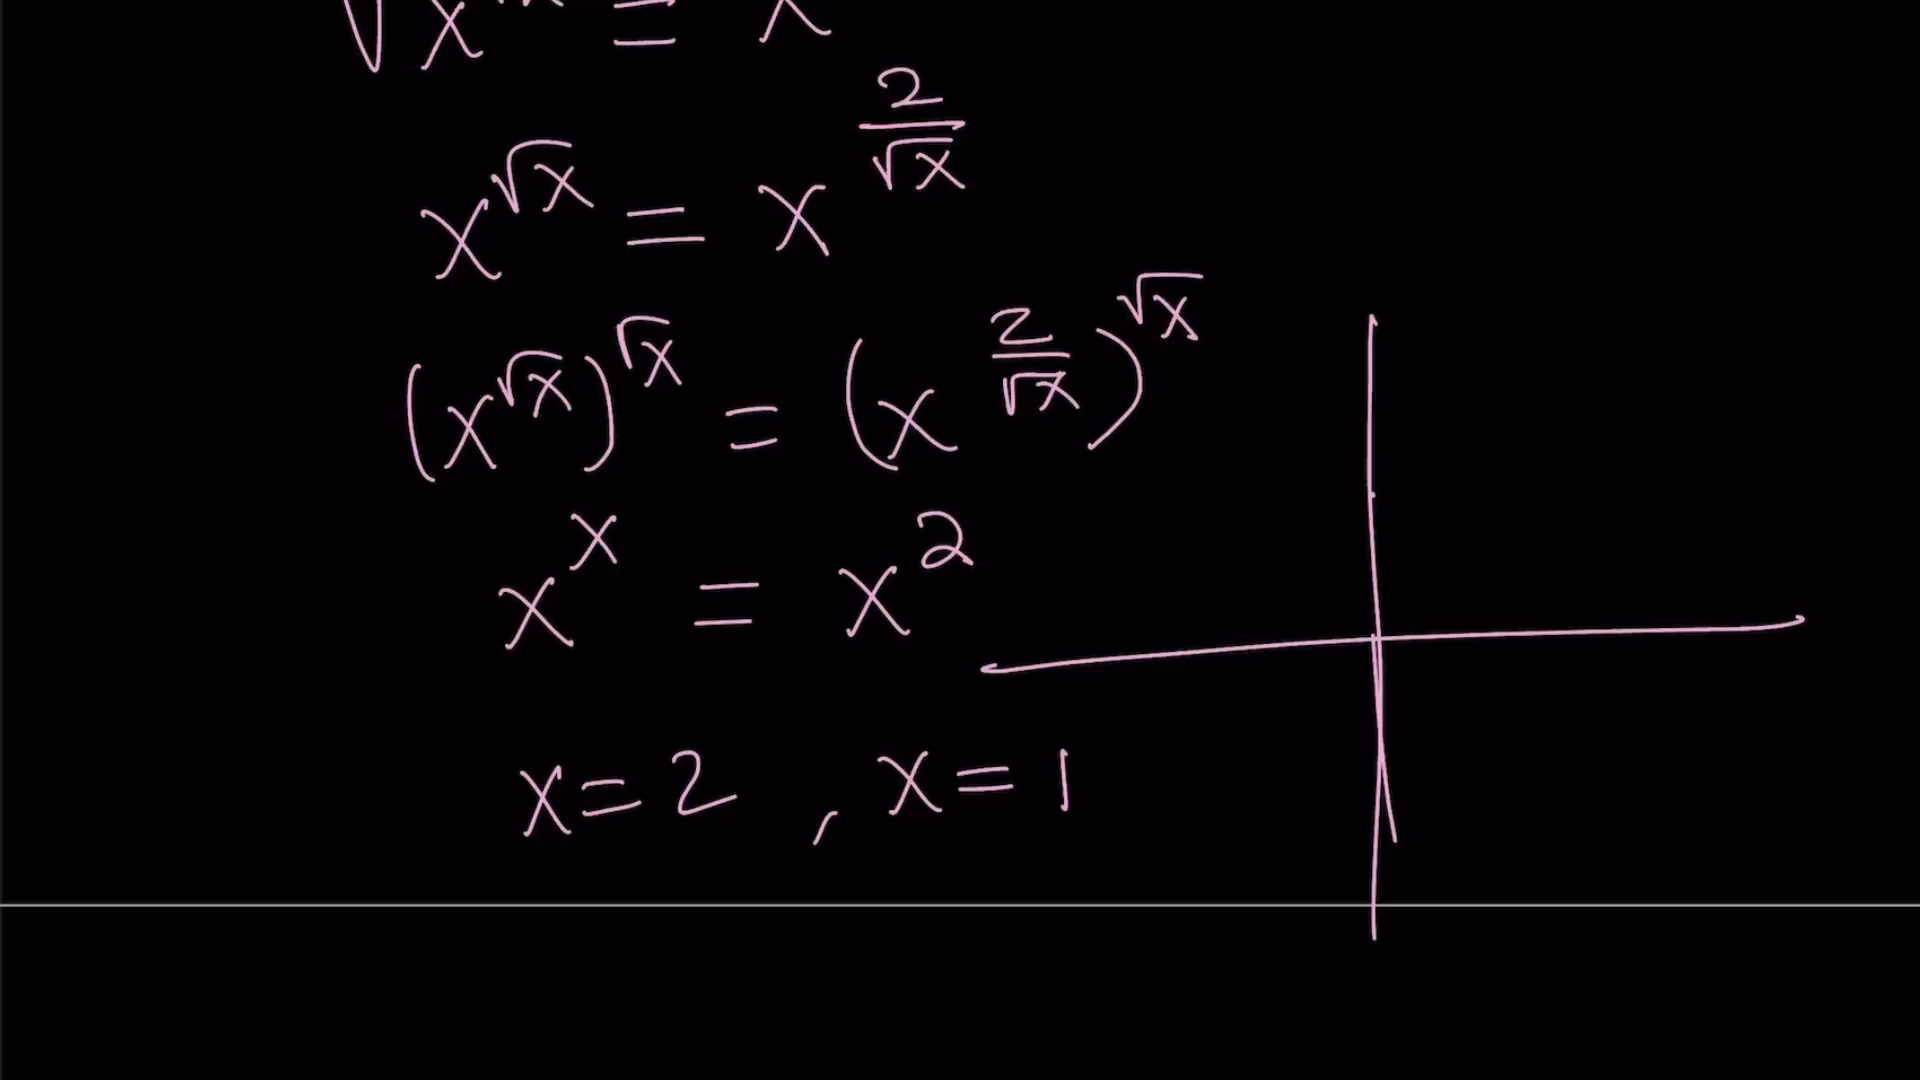 √x^√x = x
x^√x = x^(2/√x)
(x^√x)^√x = (x^(2/√x))^√x
x^x = x^2
x=2 , x=1